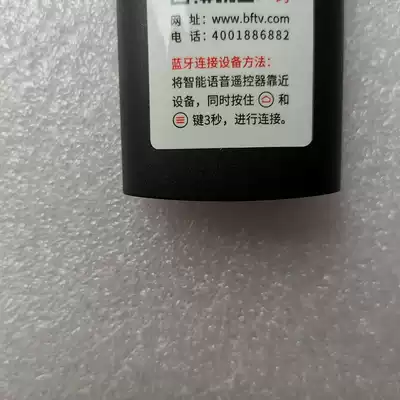 网 址：www.bftv.com
电 话：4001886882
蓝牙连接设备方法：
将智能语音遥控器靠近
设备，同时按住 和
键3秒，进行连接。